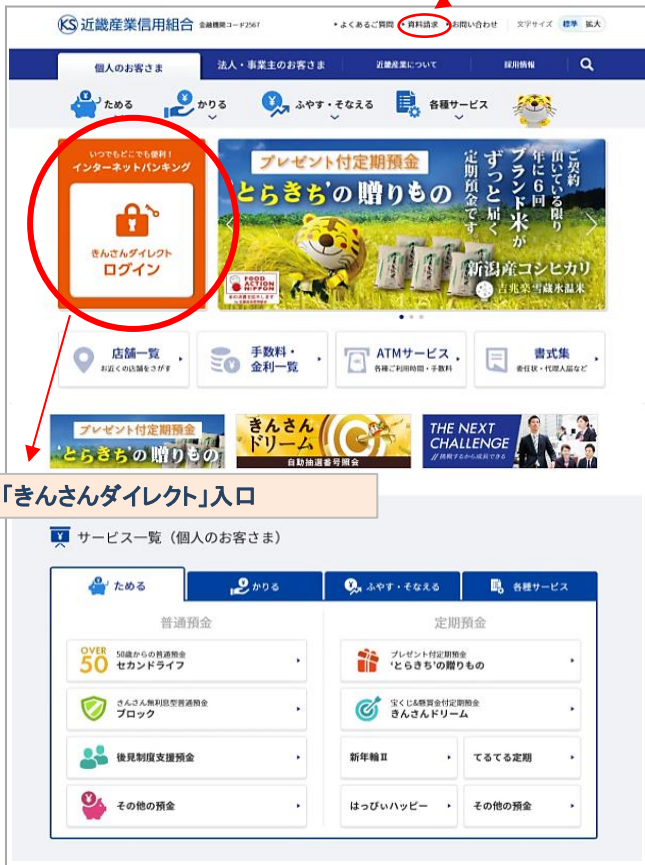 KS 近畿産業信用組合 金融機関コード2567
・よくあるご質問 ・資料請求 ・お問い合わせ 文字サイズ 標準 拡大
個人のお客さま 法人・事業主のお客さま 近畿産業について 採用情報
ためる かりる ふやす・そなえる 各種サービス
いつでもどこでも便利！
インターネットバンキング
きんさんダイレクト
ログイン
プレゼント付定期預金
とらきち'の贈りもの
ご契約
頂いている限り
年に6回
ブランド米が
ずっと届く
定期預金です。
新潟産コシヒカリ
吉兆楽雪蔵氷温米
FOOD
ACTION
NIPPON
店舗一覧
お近くの店舗をさがす
手数料・
金利一覧
ATMサービス
各種ご利用時間・手数料
書式集
委任状・代理人届など
プレゼント付定期預金
'とらきち'の贈りもの
きんさん
ドリーム
自動抽選番号照会
THE NEXT
CHALLENGE
// 挑戦するから成長できる
「きんさんダイレクト」入口
サービス一覧（個人のお客さま）
ためる かりる ふやす・そなえる 各種サービス
普通預金 定期預金
OVER
50
50歳からの普通預金
セカンドライフ
プレゼント付定期預金
'とらきち'の贈りもの
きんさん無利息型普通預金
ブロック
宝くじ&懸賞金付定期預金
きんさんドリーム
後見制度支援預金
新年輪Ⅱ てるてる定期
その他の預金
はっぴぃハッピー その他の預金